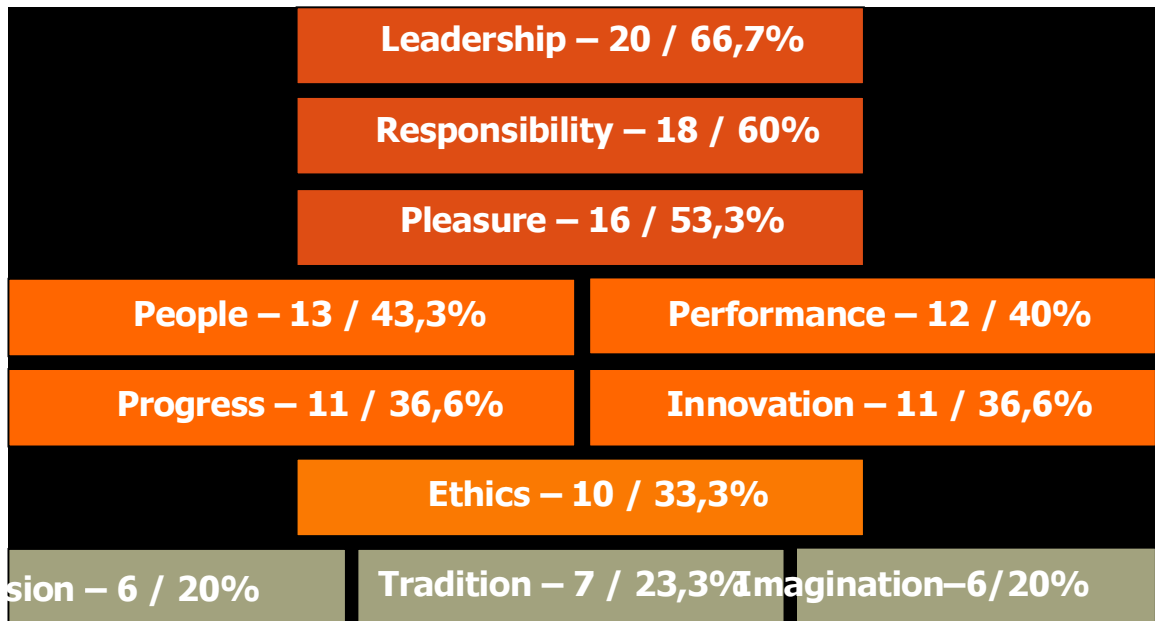 Leadership – 20 / 66,7%
Responsibility – 18 / 60%
Pleasure – 16 / 53,3%
People – 13 / 43,3%
Performance – 12 / 40%
Progress – 11 / 36,6%
Innovation – 11 / 36,6%
Ethics – 10 / 33,3%
sion – 6 / 20%
Tradition – 7 / 23,3%
Imagination–6/20%